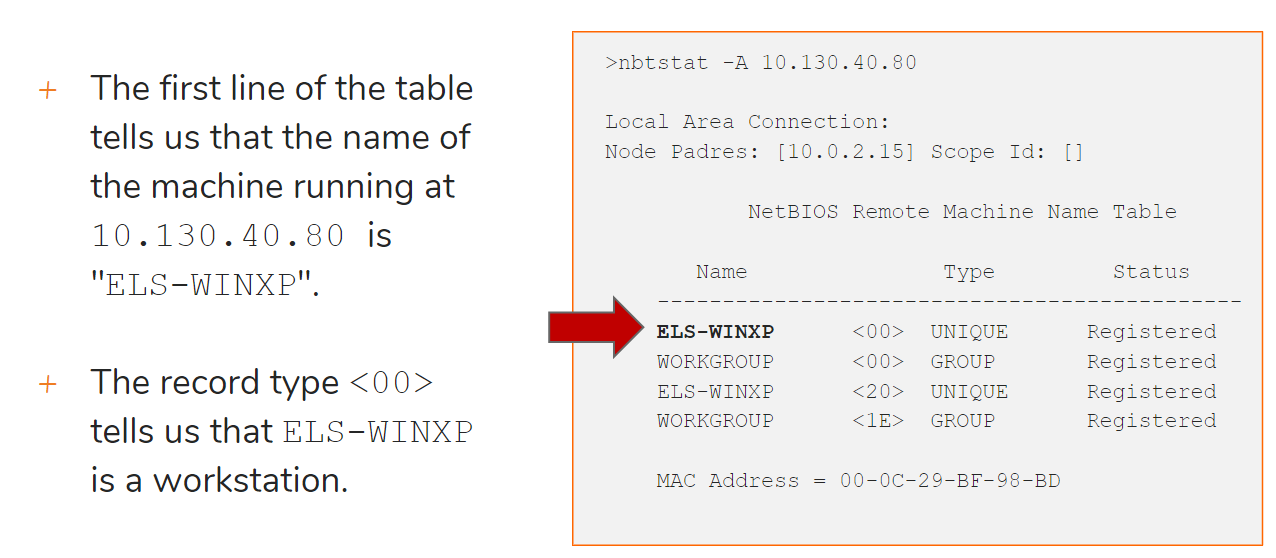 + The first line of the table
tells us that the name of
the machine running at
10.130.40.80 is
"ELS-WINXP".
+ The record type <00>
tells us that ELS-WINXP
is a workstation.
>nbtstat -A 10.130.40.80
Local Area Connection:
Node Padres: [10.0.2.15] Scope Id: []
NetBIOS Remote Machine Name Table
Name Type Status
---------------------------------------------
ELS-WINXP <00> UNIQUE Registered
WORKGROUP <00> GROUP Registered
ELS-WINXP <20> UNIQUE Registered
WORKGROUP <1E> GROUP Registered
MAC Address = 00-0C-29-BF-98-BD